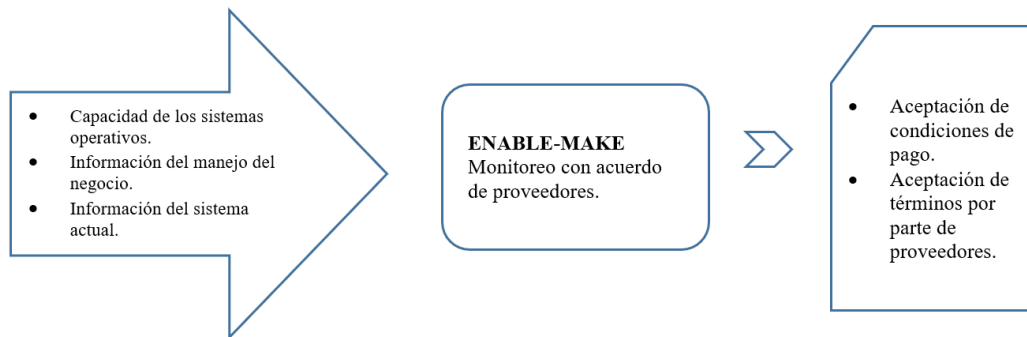 • Capacidad de los sistemas
operativos.
• Información del manejo del
negocio.
• Información del sistema
actual.
ENABLE-MAKE
Monitoreo con acuerdo
de proveedores.
• Aceptación de
condiciones de
pago.
• Aceptación de
términos por
parte de
proveedores.